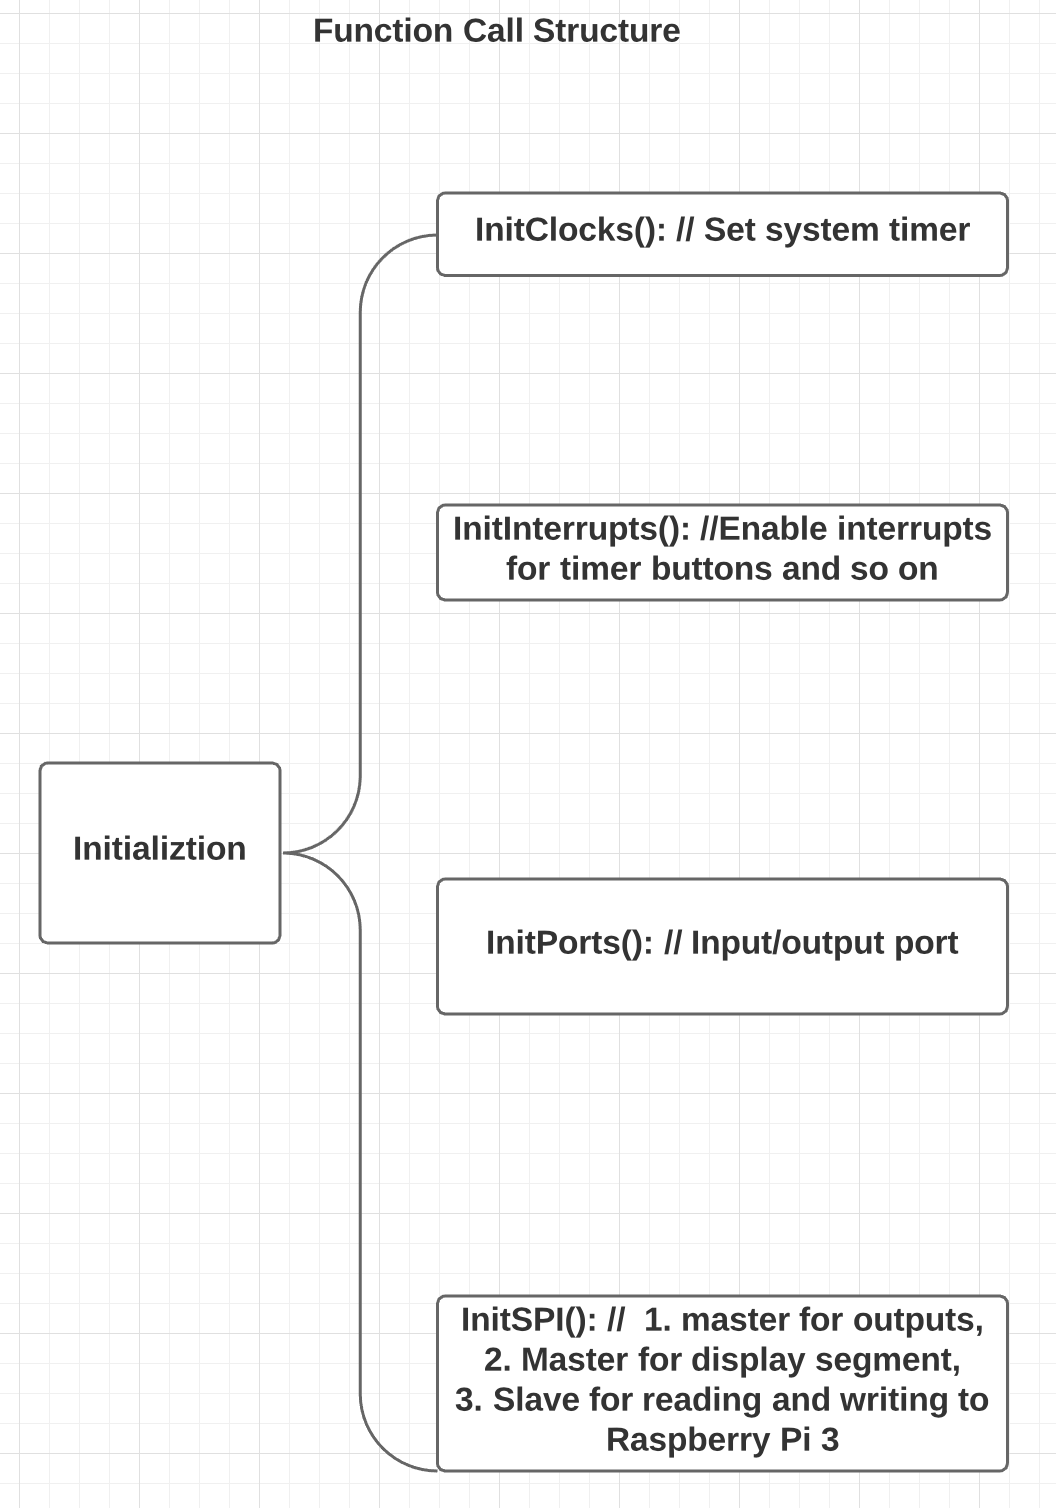 Function Call Structure
InitClocks(): // Set system timer
InitInterrupts(): //Enable interrupts
for timer buttons and so on
Initializtion
InitPorts(): // Input/output port
InitSPI(): //  1. master for outputs,
2. Master for display segment,
3. Slave for reading and writing to
Raspberry Pi 3